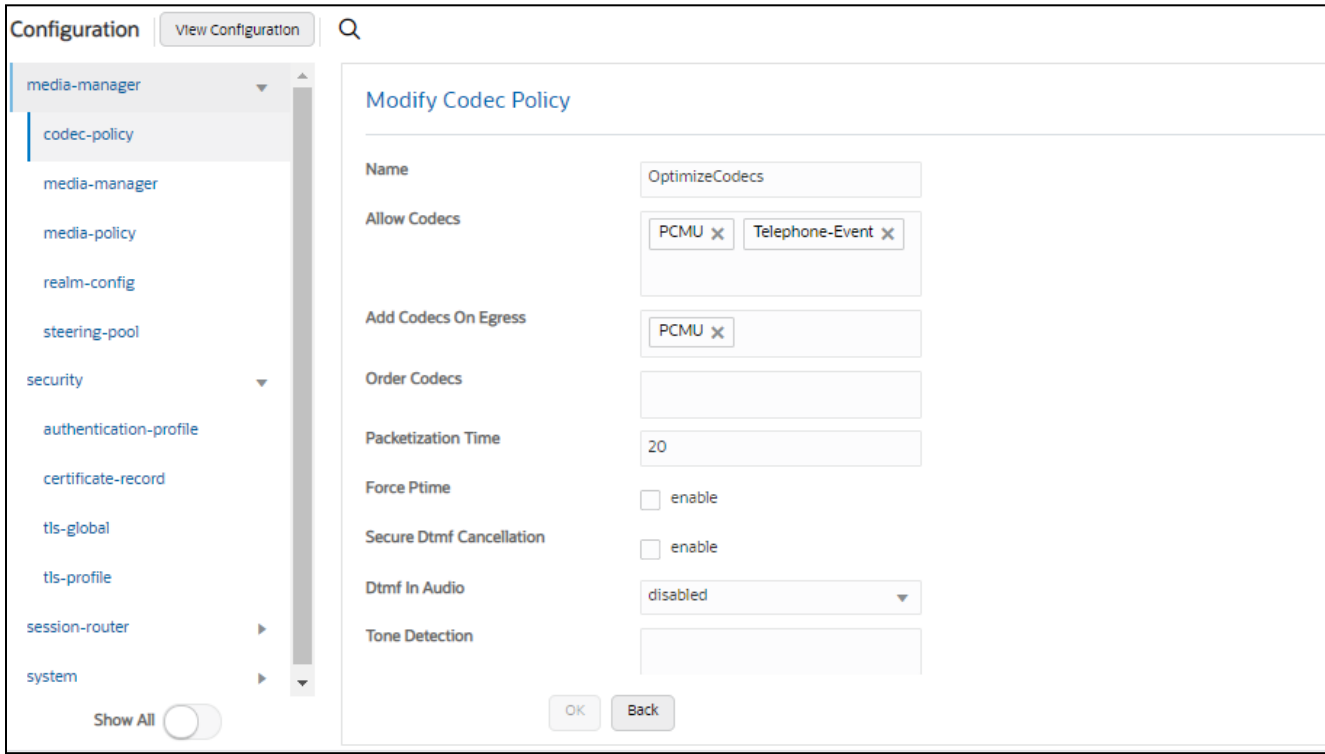 Configuration
View Configuration
media-manager
codec-policy
media-manager
media-policy
realm-config
steering-pool
security
authentication-profile
certificate-record
tls-global
tls-profile
session-router
system
Show All
Modify Codec Policy
Name
OptimizeCodecs
Allow Codecs
PCMU Telephone-Event
Add Codecs On Egress
PCMU
Order Codecs
Packetization Time
20
Force Ptime
enable
Secure Dtmf Cancellation
enable
Dtmf In Audio
disabled
Tone Detection
OK Back